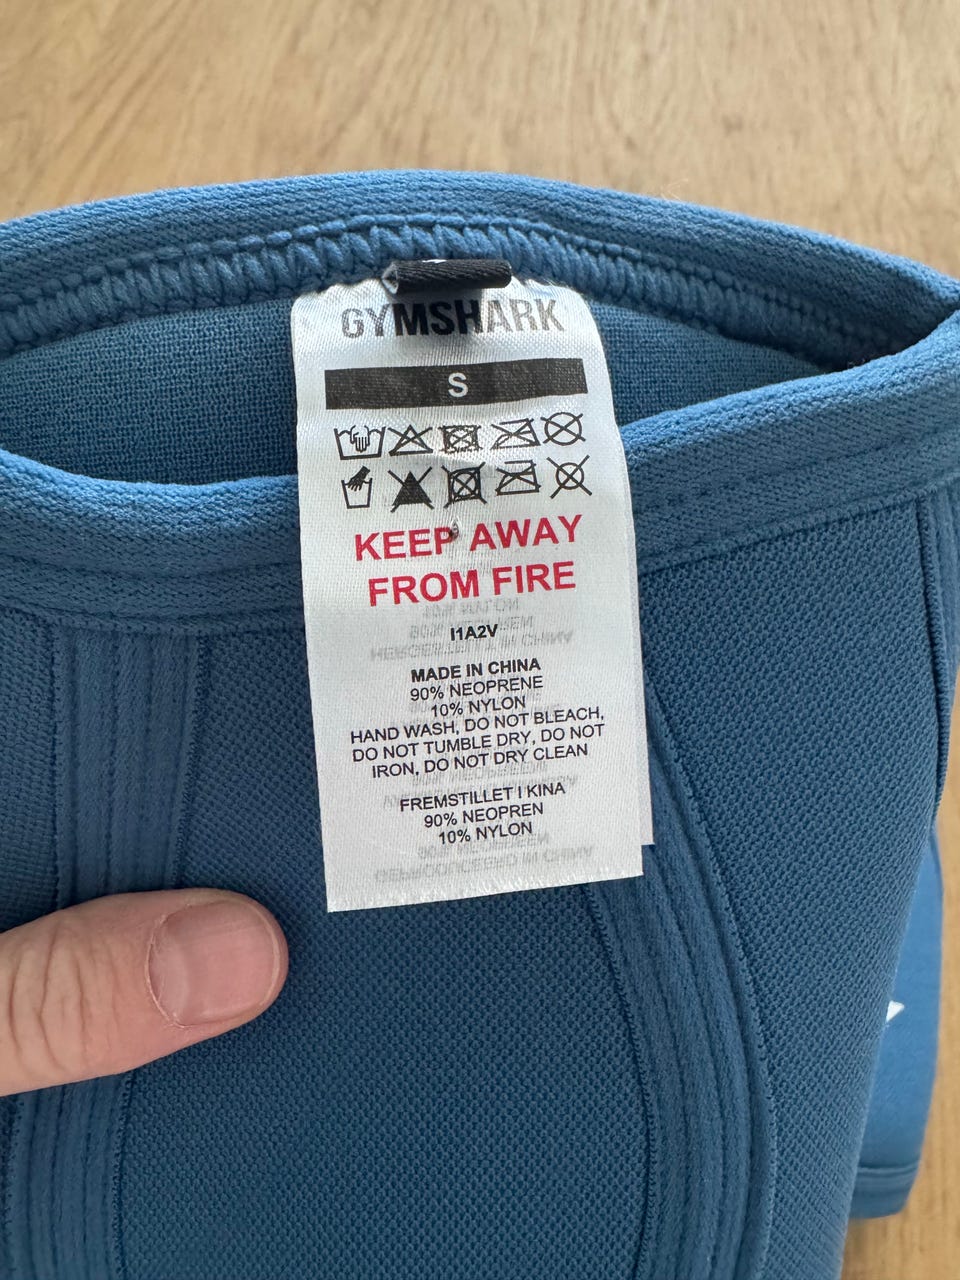 GYMSHARK
S
KEEP AWAY
FROM FIRE
I1A2V
MADE IN CHINA
90% NEOPRENE
10% NYLON
HAND WASH, DO NOT BLEACH,
DO NOT TUMBLE DRY, DO NOT
IRON, DO NOT DRY CLEAN
FREMSTILLET I KINA
90% NEOPREN
10% NYLON